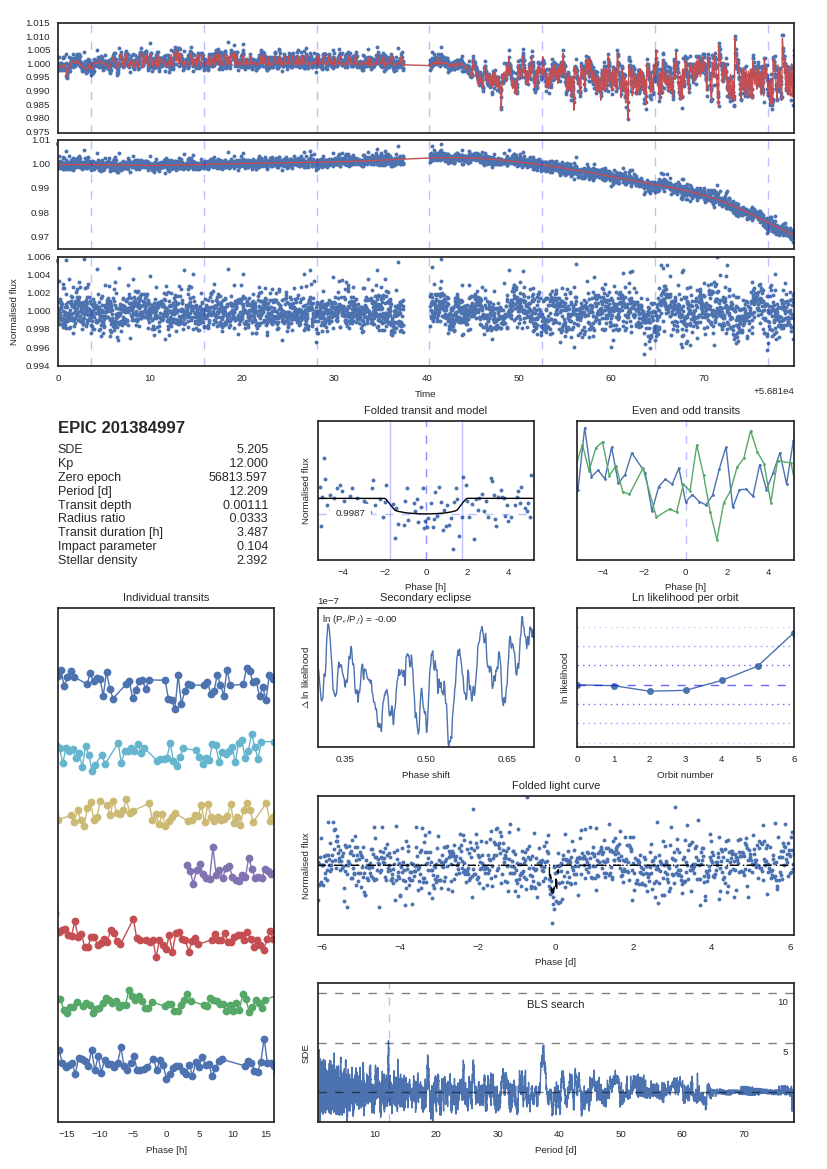 1.015
1.010
1.005
1.000
0.995
0.990
0.985
0.980
0.975
1.01
1.00
0.99
0.98
0.97
1.006
1.004
1.002
1.000
0.998
0.996
0.994
Normalised flux
0 10 20 30 40 50 60 70
Time
+5.681e4
EPIC 201384997
SDE 5.205
Kp 12.000
Zero epoch 56813.597
Period [d] 12.209
Transit depth 0.00111
Radius ratio 0.0333
Transit duration [h] 3.487
Impact parameter 0.104
Stellar density 2.392
Folded transit and model
Normalised flux
0.9987
−4 −2 0 2 4
Phase [h]
Even and odd transits
−4 −2 0 2 4
Phase [h]
Individual transits
−15 −10 −5 0 5 10 15
Phase [h]
Secondary eclipse
1e−7
ln (Pₑ/P𝑓) = -0.00
Δ ln likelihood
0.35 0.50 0.65
Phase shift
Ln likelihood per orbit
ln likelihood
0 1 2 3 4 5 6
Orbit number
Folded light curve
Normalised flux
−6 −4 −2 0 2 4 6
Phase [d]
BLS search
10
5
SDE
10 20 30 40 50 60 70
Period [d]